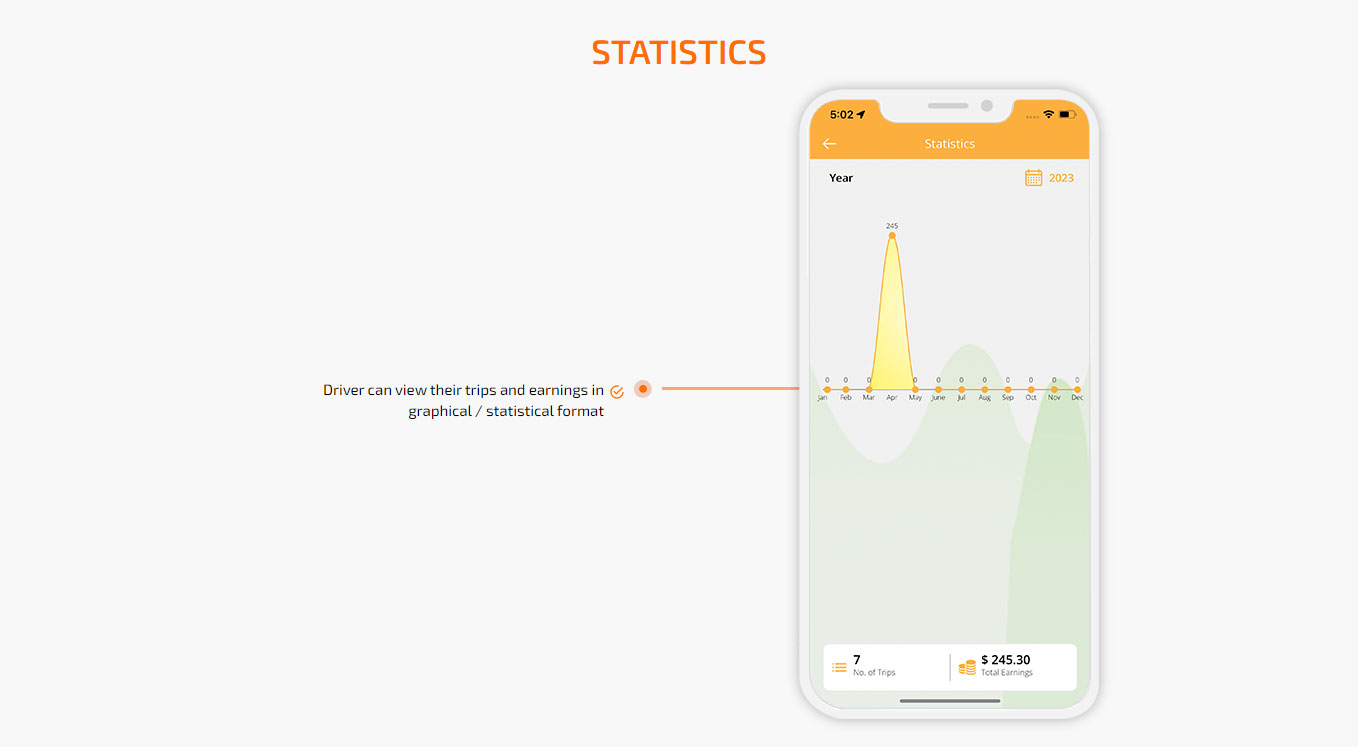 STATISTICS
5:02
Statistics
Year
2023
245
0 0 0 0 0 0 0 0 0 0 0
Jan Feb Mar Apr May June Jul Aug Sep Oct Nov Dec
Driver can view their trips and earnings in
graphical / statistical format
7
No. of Trips
$ 245.30
Total Earnings